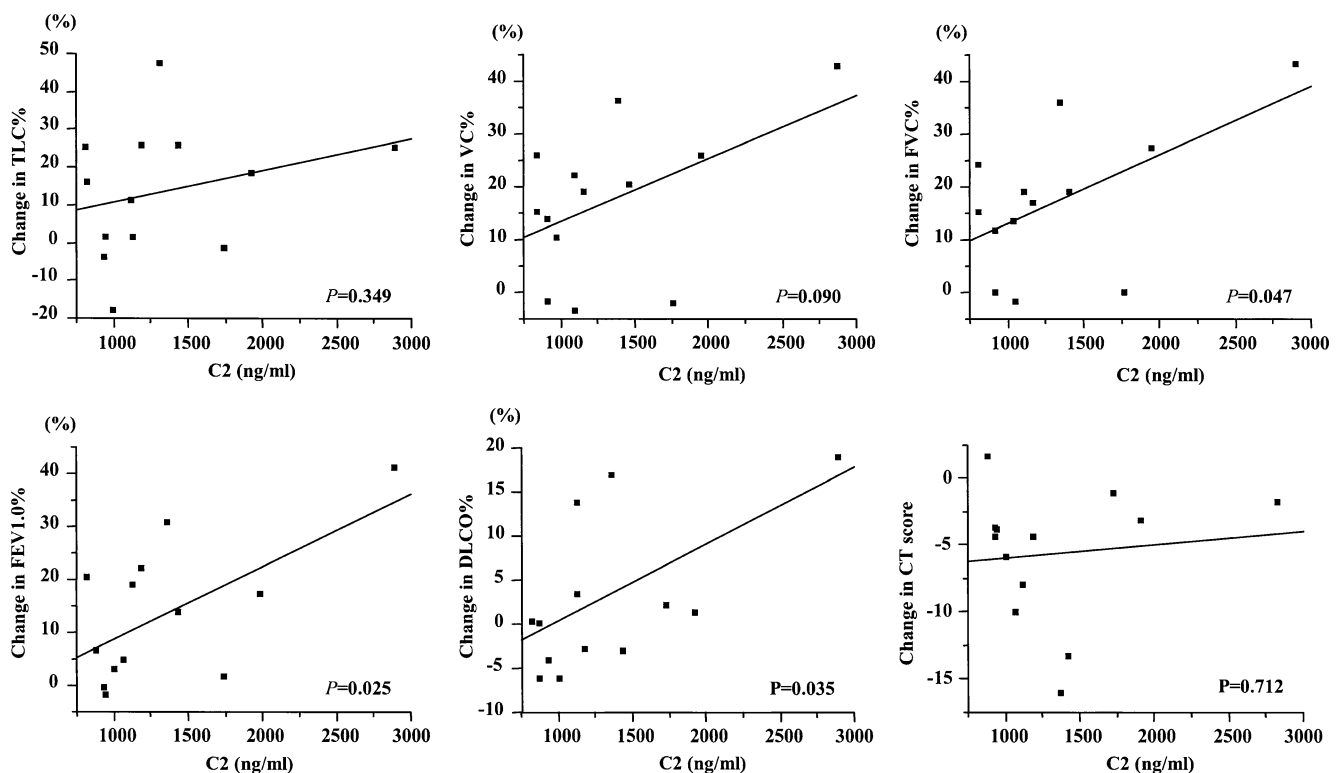 (%)
50
40
30
20
10
0
-10
-20
Change in TLC%
P=0.349
1000 1500 2000 2500 3000
C2 (ng/ml)
(%)
40
30
20
10
0
Change in VC%
P=0.090
1000 1500 2000 2500 3000
C2 (ng/ml)
(%)
40
30
20
10
0
Change in FVC%
P=0.047
1000 1500 2000 2500 3000
C2 (ng/ml)
(%)
40
30
20
10
0
Change in FEV1.0%
P=0.025
1000 1500 2000 2500 3000
C2 (ng/ml)
(%)
20
15
10
5
0
-5
-10
Change in DLCO%
P=0.035
1000 1500 2000 2500 3000
C2 (ng/ml)
0
-5
-10
-15
Change in CT score
P=0.712
1000 1500 2000 2500 3000
C2 (ng/ml)